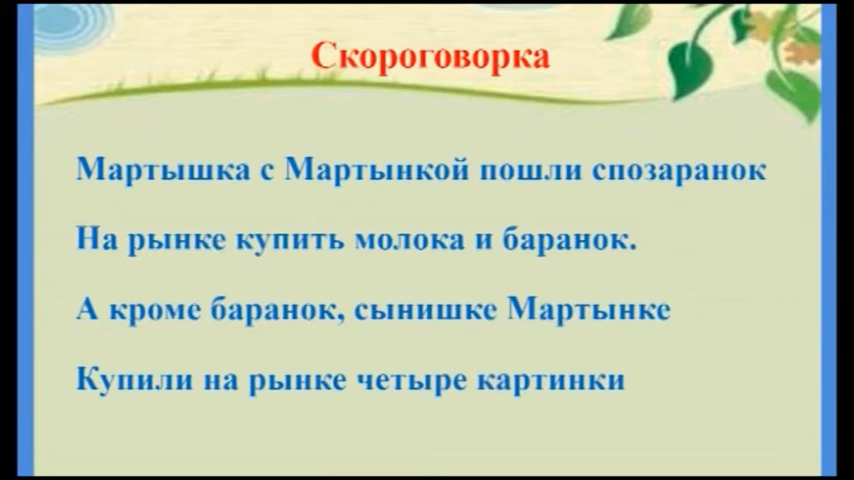 Скороговорка
Мартышка с Мартынкой пошли спозаранок
На рынке купить молока и баранок.
А кроме баранок, сынишке Мартынке
Купили на рынке четыре картинки